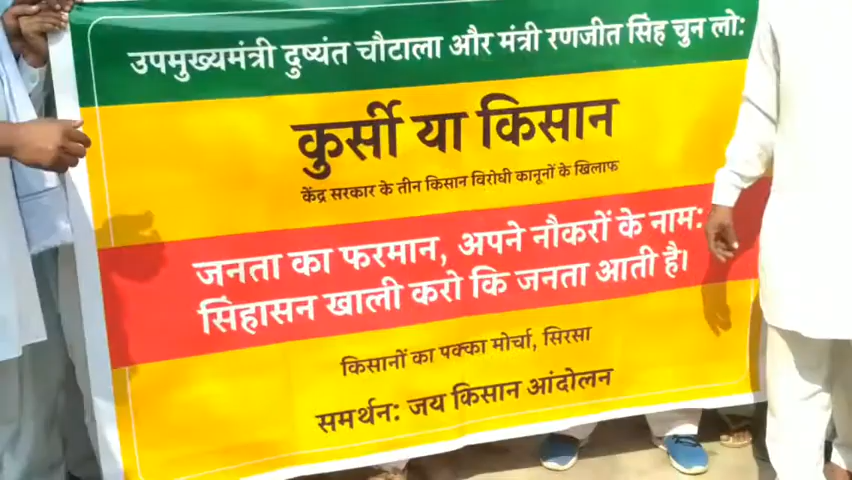 उपमुख्यमंत्री दुष्यंत चौटाला और मंत्री रणजीत सिंह चुन लो:
कुर्सी या किसान
केंद्र सरकार के तीन किसान विरोधी कानूनों के खिलाफ
जनता का फरमान, अपने नौकरों के नाम:
सिंहासन खाली करो कि जनता आती है।
किसानों का पक्का मोर्चा, सिरसा
समर्थन: जय किसान आंदोलन